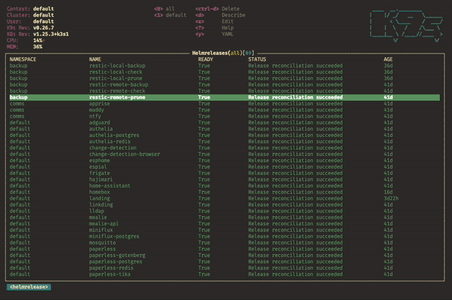 Context: default <0> all <ctrl-d> Delete
Cluster: default <1> default <d> Describe
User: default <e> Edit
K9s Rev: v0.26.7 <?> Help
K8s Rev: v1.25.3+k3s1 <y> YAML
CPU: 14%
MEM: 36%
Helmreleases(all)
NAMESPACE NAME READY STATUS AGE
backup restic-local-backup True Release reconciliation succeeded 36d
backup restic-local-check True Release reconciliation succeeded 36d
backup restic-local-prune True Release reconciliation succeeded 36d
backup restic-remote-backup True Release reconciliation succeeded 41d
backup restic-remote-check True Release reconciliation succeeded 41d
backup restic-remote-prune True Release reconciliation succeeded 41d
comms apprise True Release reconciliation succeeded 41d
comms maddy True Release reconciliation succeeded 41d
comms ntfy True Release reconciliation succeeded 41d
default adguard True Release reconciliation succeeded 41d
default authelia True Release reconciliation succeeded 41d
default authelia-postgres True Release reconciliation succeeded 41d
default authelia-redis True Release reconciliation succeeded 41d
default change-detection True Release reconciliation succeeded 41d
default change-detection-browser True Release reconciliation succeeded 41d
default esphome True Release reconciliation succeeded 41d
default espial True Release reconciliation succeeded 41d
default frigate True Release reconciliation succeeded 41d
default hajimari True Release reconciliation succeeded 41d
default home-assistant True Release reconciliation succeeded 41d
default homebox True Release reconciliation succeeded 18d
default landing True Release reconciliation succeeded 3d22h
default linkding True Release reconciliation succeeded 41d
default lldap True Release reconciliation succeeded 41d
default mealie True Release reconciliation succeeded 41d
default mealie-api True Release reconciliation succeeded 41d
default miniflux True Release reconciliation succeeded 41d
default miniflux-postgres True Release reconciliation succeeded 41d
default mosquitto True Release reconciliation succeeded 41d
default paperless True Release reconciliation succeeded 41d
default paperless-gotenberg True Release reconciliation succeeded 41d
default paperless-postgres True Release reconciliation succeeded 41d
default paperless-redis True Release reconciliation succeeded 41d
default paperless-tika True Release reconciliation succeeded 41d
<helmrelease>